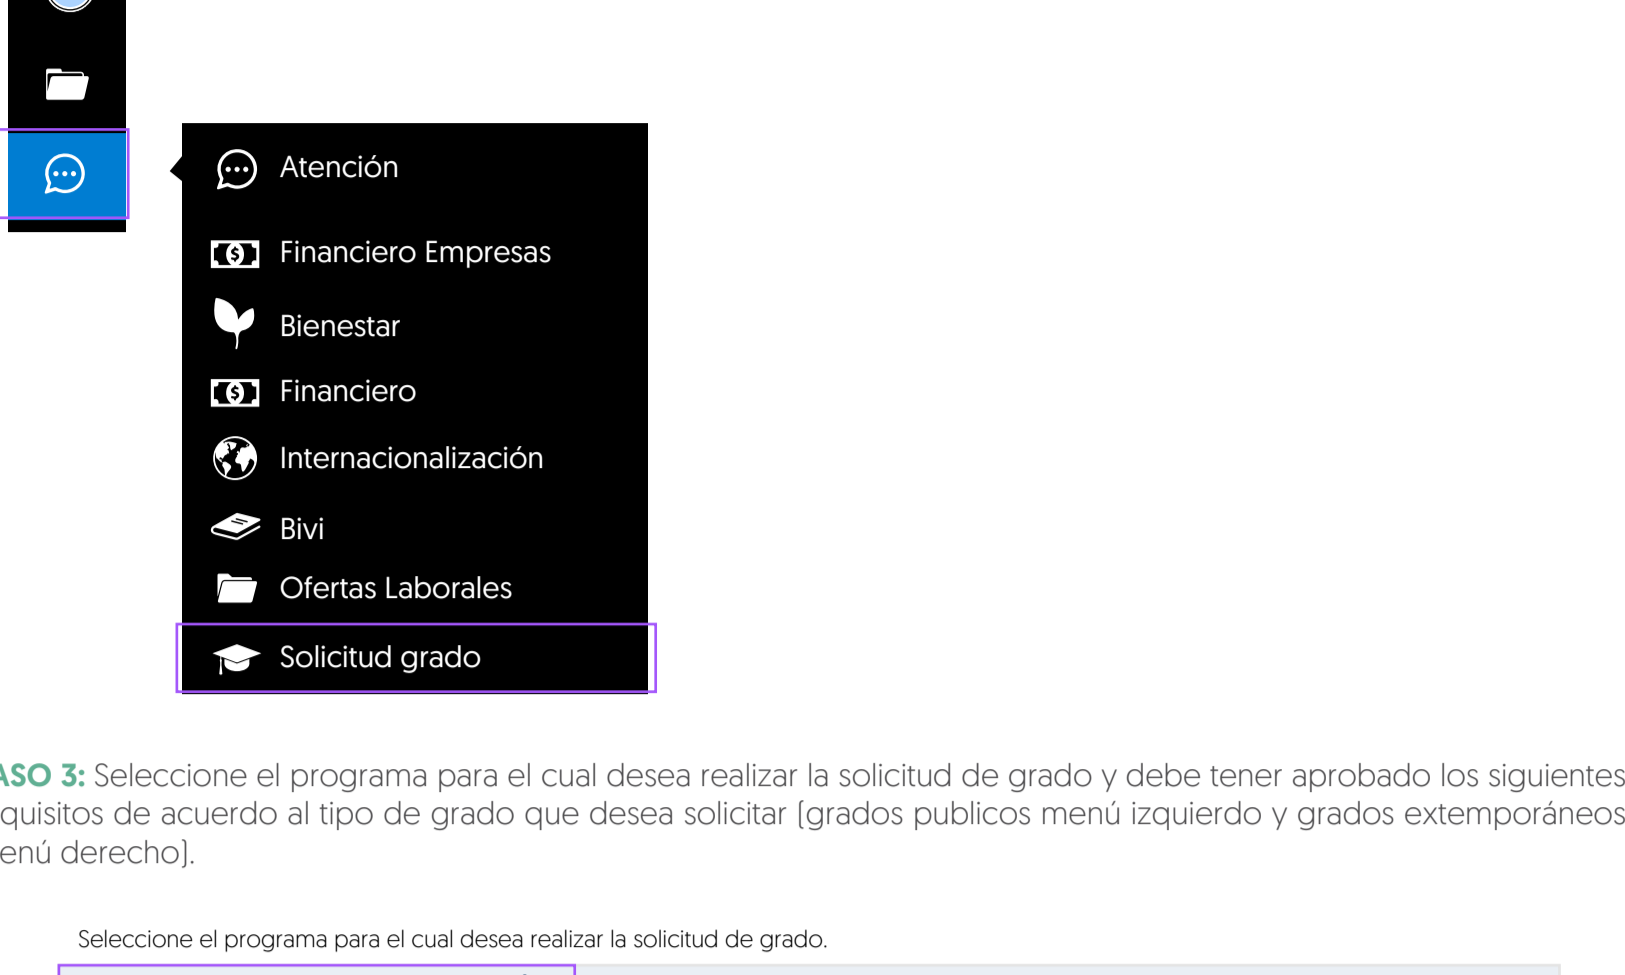 Atención
Financiero Empresas
Bienestar
Financiero
Internacionalización
Bivi
Ofertas Laborales
Solicitud grado
ASO 3: Seleccione el programa para el cual desea realizar la solicitud de grado y debe tener aprobado los siguientes
quisitos de acuerdo al tipo de grado que desea solicitar (grados publicos menú izquierdo y grados extemporáneos
enú derecho).
Seleccione el programa para el cual desea realizar la solicitud de grado.